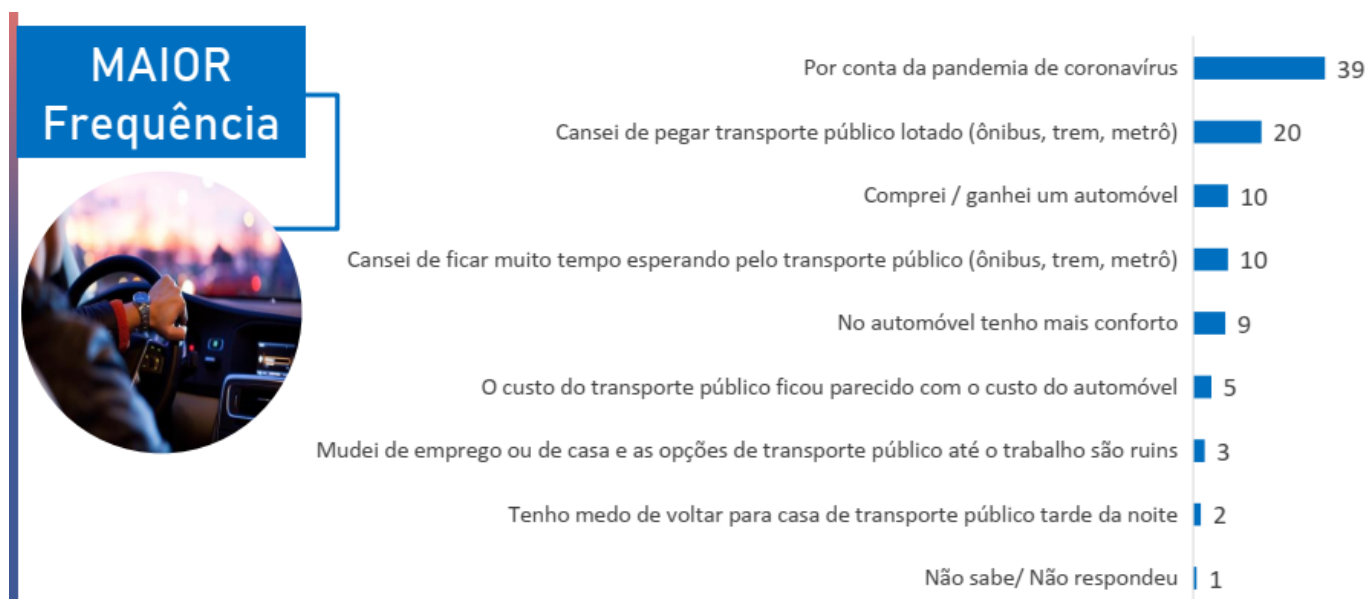 MAIOR
Frequência
Por conta da pandemia de coronavírus 39
Cansei de pegar transporte público lotado (ônibus, trem, metrô) 20
Comprei / ganhei um automóvel 10
Cansei de ficar muito tempo esperando pelo transporte público (ônibus, trem, metrô) 10
No automóvel tenho mais conforto 9
O custo do transporte público ficou parecido com o custo do automóvel 5
Mudei de emprego ou de casa e as opções de transporte público até o trabalho são ruins 3
Tenho medo de voltar para casa de transporte público tarde da noite 2
Não sabe/ Não respondeu 1